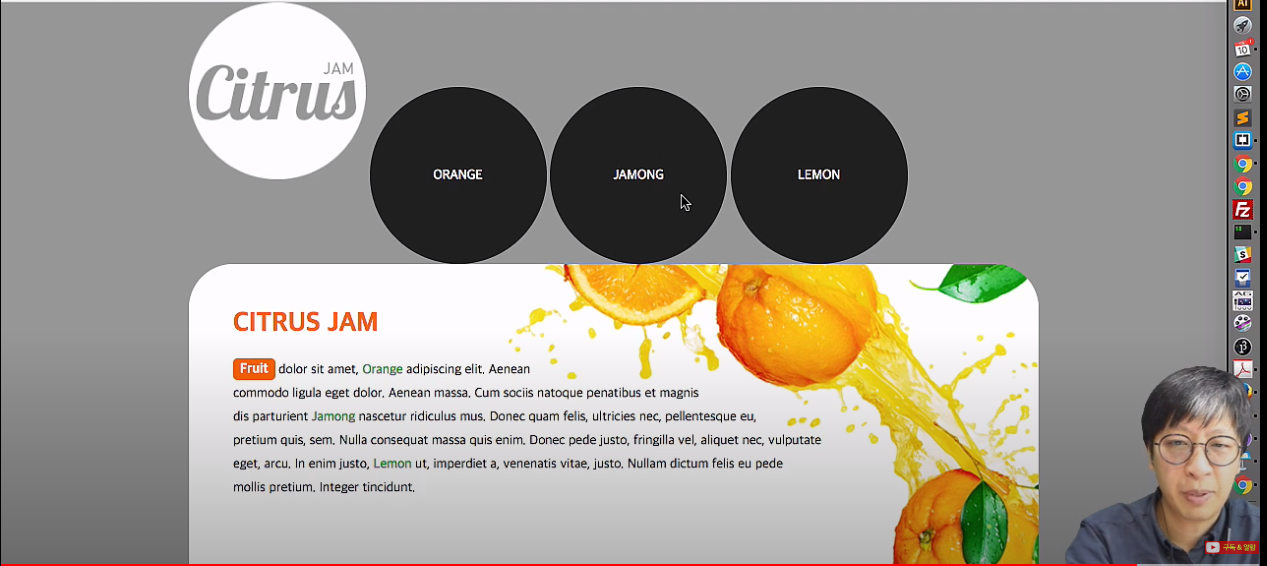 JAM
Citrus
ORANGE
JAMONG
LEMON
CITRUS JAM
Fruit dolor sit amet, Orange adipiscing elit. Aenean
commodo ligula eget dolor. Aenean massa. Cum sociis natoque penatibus et magnis
dis parturient Jamong nascetur ridiculus mus. Donec quam felis, ultricies nec, pellentesque eu,
pretium quis, sem. Nulla consequat massa quis enim. Donec pede justo, fringilla vel, aliquet nec, vulputate
eget, arcu. In enim justo, Lemon ut, imperdiet a, venenatis vitae, justo. Nullam dictum felis eu pede
mollis pretium. Integer tincidunt.
Ai
10
Fz
S
구독 & 알림